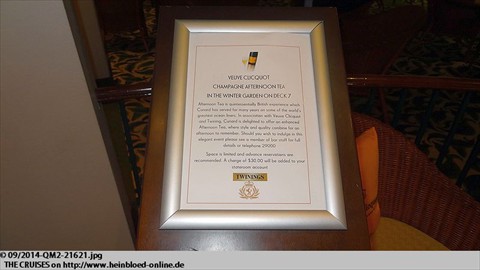 VEUVE CLICQUOT
CHAMPAGNE AFTERNOON TEA
IN THE WINTER GARDEN ON DECK 7
Afternoon Tea is quintessentially British experience which,
Cunard has served for many years on some of the world's
greatest ocean liners. In association with Veuve Clicquot
and Twining, Cunard is delighted to offer an enhanced
Afternoon Tea, where style and quality combine for an
afternoon to remember. Should you wish to indulge in this
elegant event please see a member of bar staff for full
details or telephone 29000
Space is limited and advance reservations are
recommended. A charge of $30.00 will be added to your
stateroom account.
TWININGS
© 09/2014-QM2-21621.jpg
THE CRUISES on http://www.heinbloed-online.de